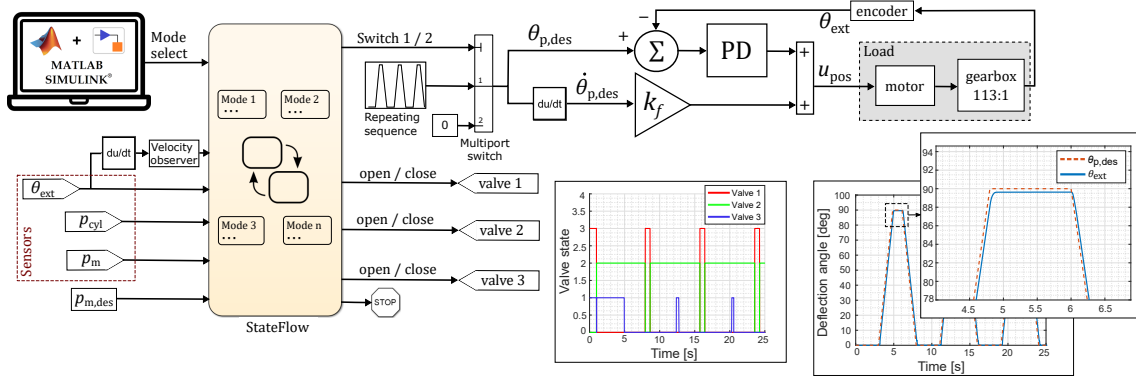 MATLAB
SIMULINK®
+
Mode
select
Mode 1
...
Mode 2
...
Mode 3
...
Mode n
...
StateFlow
du/dt
Velocity
observer
Sensors
θext
pcyl
pm
pm,des
Switch 1 / 2
Repeating
sequence
0
1
2
Multiport
switch
open / close
valve 1
open / close
valve 2
open / close
valve 3
STOP
θp,des
θ̇p,des
du/dt
kf
+
−
Σ
PD
+
+
upos
θext
encoder
Load
motor
gearbox
113:1
Valve state
4
3.5
3
2.5
2
1.5
1
0.5
0
0 5 10 15 20 25
Time [s]
Valve 1
Valve 2
Valve 3
Deflection angle [deg]
100
90
80
70
60
50
40
30
20
10
0
0 5 10 15 20 25
Time [s]
94
92
90
88
86
84
82
80
78
4.5 5 5.5 6 6.5
θp,des
θext